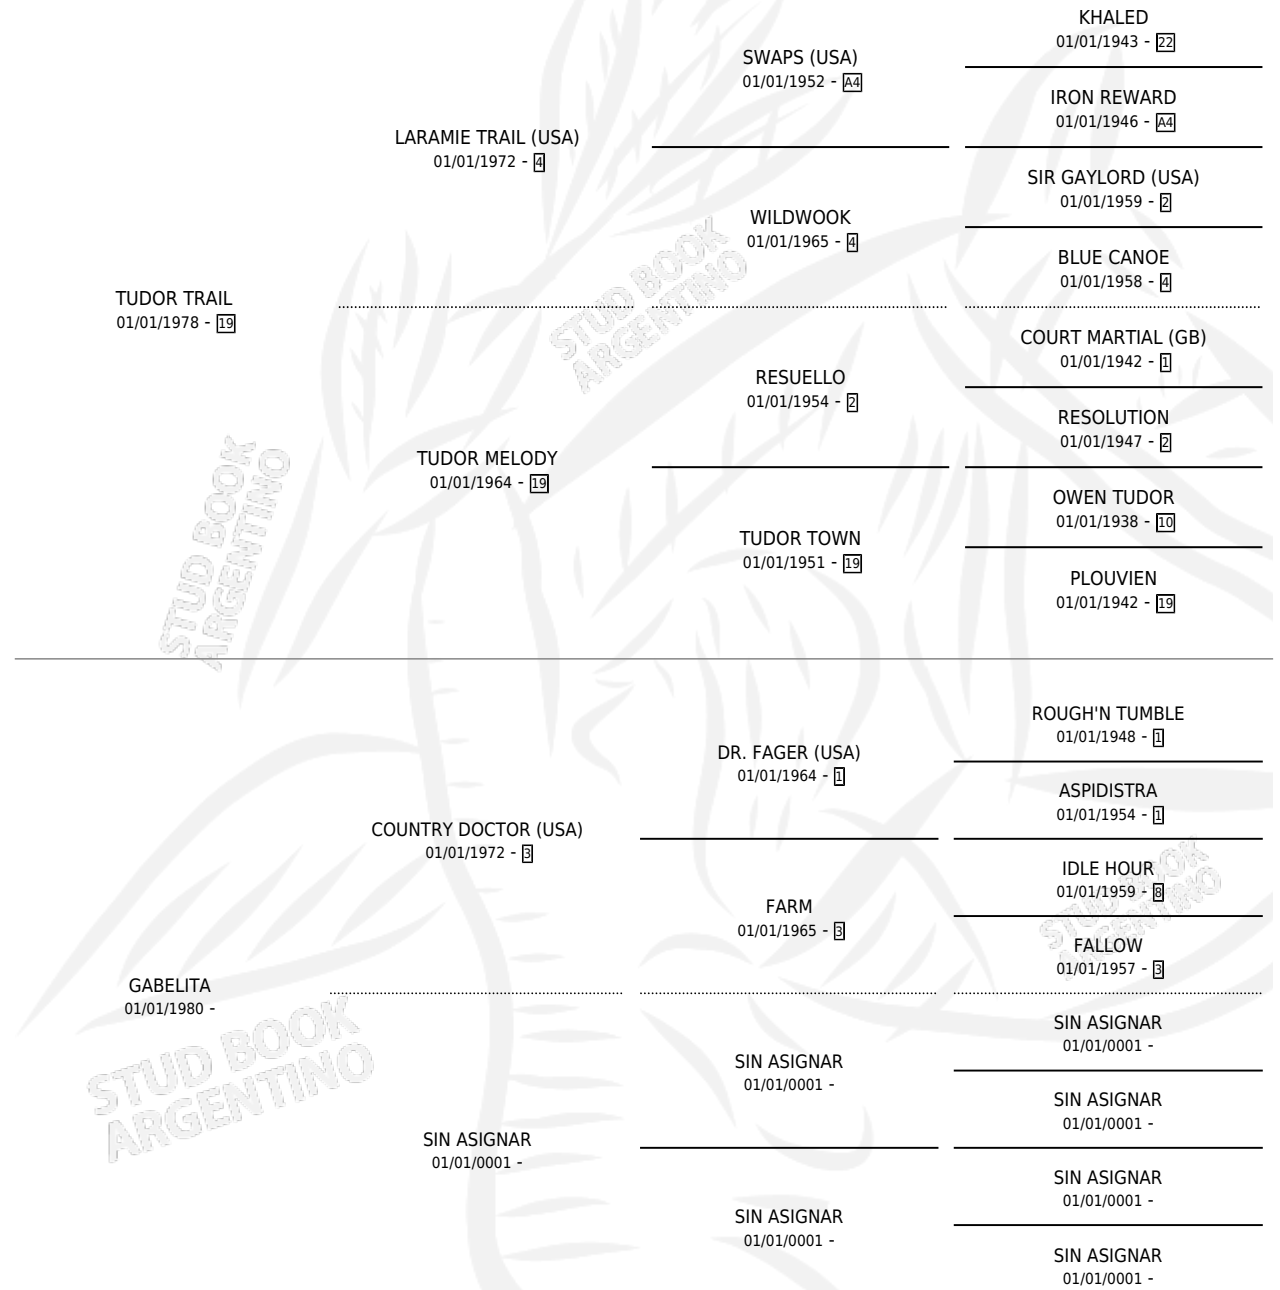 KHALED
01/01/1943 - 22
SWAPS (USA)
01/01/1952 - A4
IRON REWARD
01/01/1946 - A4
LARAMIE TRAIL (USA)
01/01/1972 - 4
SIR GAYLORD (USA)
01/01/1959 - 2
WILDWOOK
01/01/1965 - 4
BLUE CANOE
01/01/1958 - 4
TUDOR TRAIL
01/01/1978 - 19
COURT MARTIAL (GB)
01/01/1942 - 1
RESUELLO
01/01/1954 - 2
RESOLUTION
01/01/1947 - 2
TUDOR MELODY
01/01/1964 - 19
OWEN TUDOR
01/01/1938 - 10
TUDOR TOWN
01/01/1951 - 19
PLOUVIEN
01/01/1942 - 19
STUD BOOK
ARGENTINO
STUD BOOK
ARGENTINO
ROUGH'N TUMBLE
01/01/1948 - 1
DR. FAGER (USA)
01/01/1964 - 1
ASPIDISTRA
01/01/1954 - 1
COUNTRY DOCTOR (USA)
01/01/1972 - 3
IDLE HOUR
01/01/1959 - 8
FARM
01/01/1965 - 3
FALLOW
01/01/1957 - 3
GABELITA
01/01/1980 -
SIN ASIGNAR
01/01/0001 -
SIN ASIGNAR
01/01/0001 -
SIN ASIGNAR
01/01/0001 -
SIN ASIGNAR
01/01/0001 -
SIN ASIGNAR
01/01/0001 -
SIN ASIGNAR
01/01/0001 -
SIN ASIGNAR
01/01/0001 -
STUD BOOK
ARGENTINO
STUD BOOK
ARGENTINO